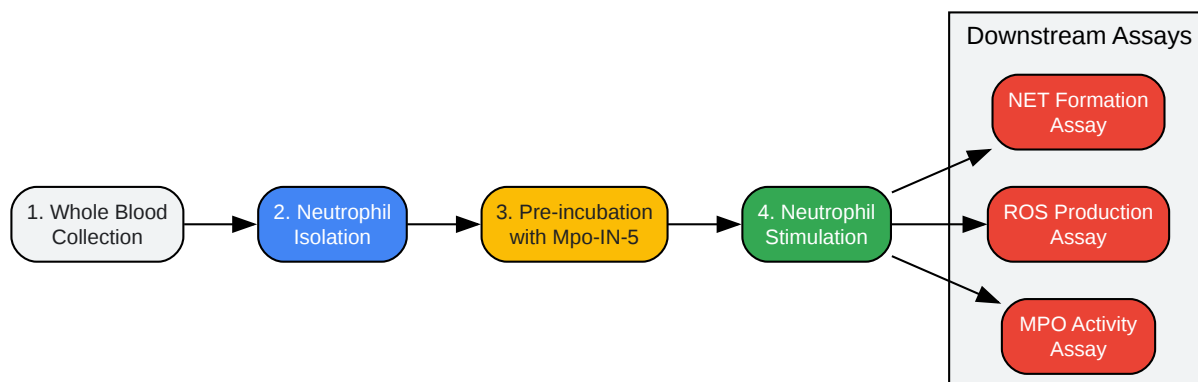 1. Whole Blood
Collection
2. Neutrophil
Isolation
3. Pre-incubation
with Mpo-IN-5
4. Neutrophil
Stimulation
Downstream Assays
NET Formation
Assay
ROS Production
Assay
MPO Activity
Assay